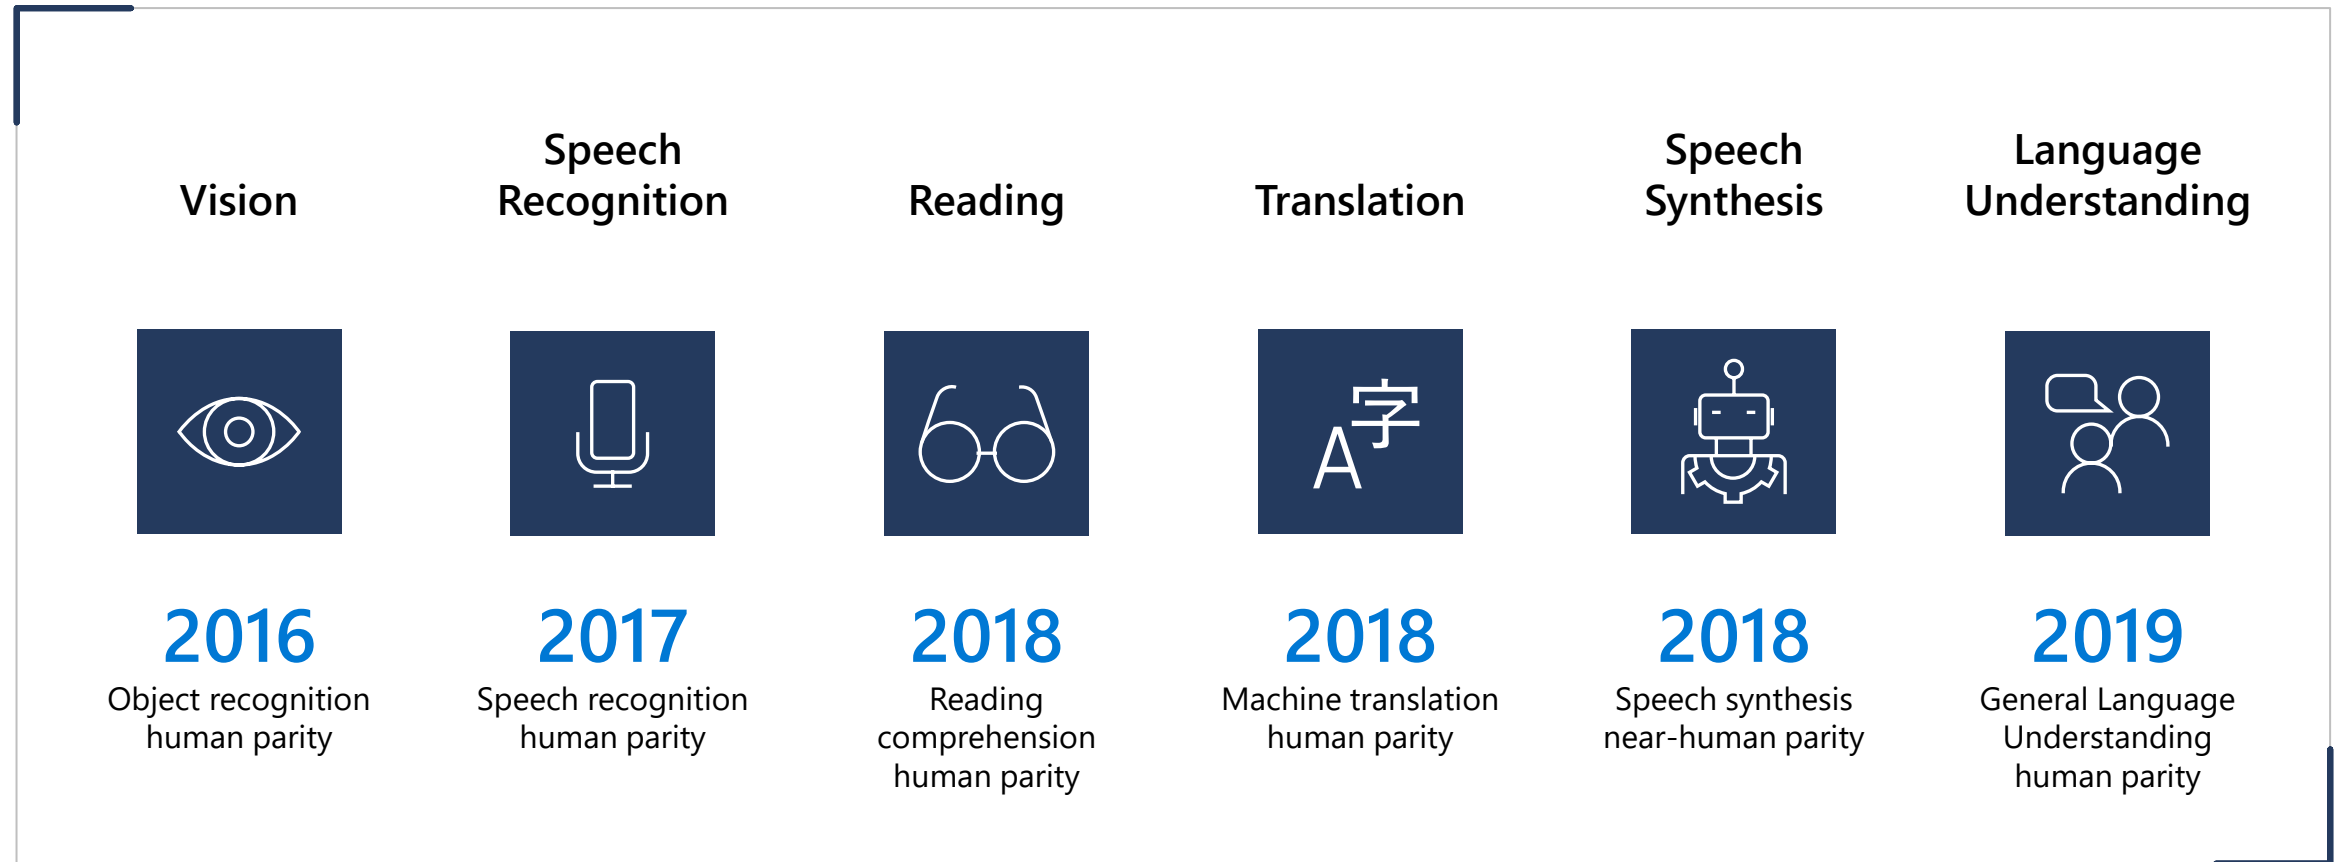 Vision
Speech
Recognition
Reading
Translation
Speech
Synthesis
Language
Understanding
A字
2016
Object recognition
human parity
2017
Speech recognition
human parity
2018
Reading
comprehension
human parity
2018
Machine translation
human parity
2018
Speech synthesis
near-human parity
2019
General Language
Understanding
human parity